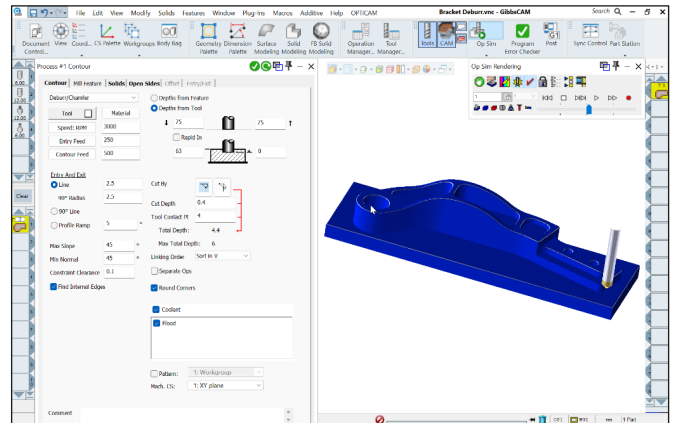 File Edit View Modify Solids Features Window Plug-Ins Macros Additive Help OPTICAM Bracket Deburr.vmc - GibbsCAM Search
Document Control... View Coord... CS Palette Workgroups Body Bag Geometry Palette Dimension Palette Surface Modeling Solid Modeling FB Solid Modeling Operation Manager... Tool Manager... Tools CAM Op Sim Program Error Checker Post Sync Control Part Station
Process #1 Contour
Op Sim Rendering
Contour Mill Feature Solids Open Sides Offset Entry/Exit
Deburr/Chamfer
Depths from Feature
Depths from Tool
Tool Material
75 75
Speed: RPM 3000
Rapid In
Entry Feed 250
63 0
Contour Feed 500
Entry And Exit
Line 2.5
Cut By
90° Radius 2.5
Cut Depth 0.4
90° Line
Tool Contact Pt 4
Profile Ramp 5 °
Total Depth: 4.4
Max Slope 45 °
Max Total Depth: 6
Min Normal 45 °
Linking Order Sort in V
Constraint Clearance 0.1
Separate Ops
Find Internal Edges
Round Corners
Coolant
Flood
Pattern: 1: Workgroup
Mach. CS: 1: XY plane
Comment
Clear
G01 M01 1 Part